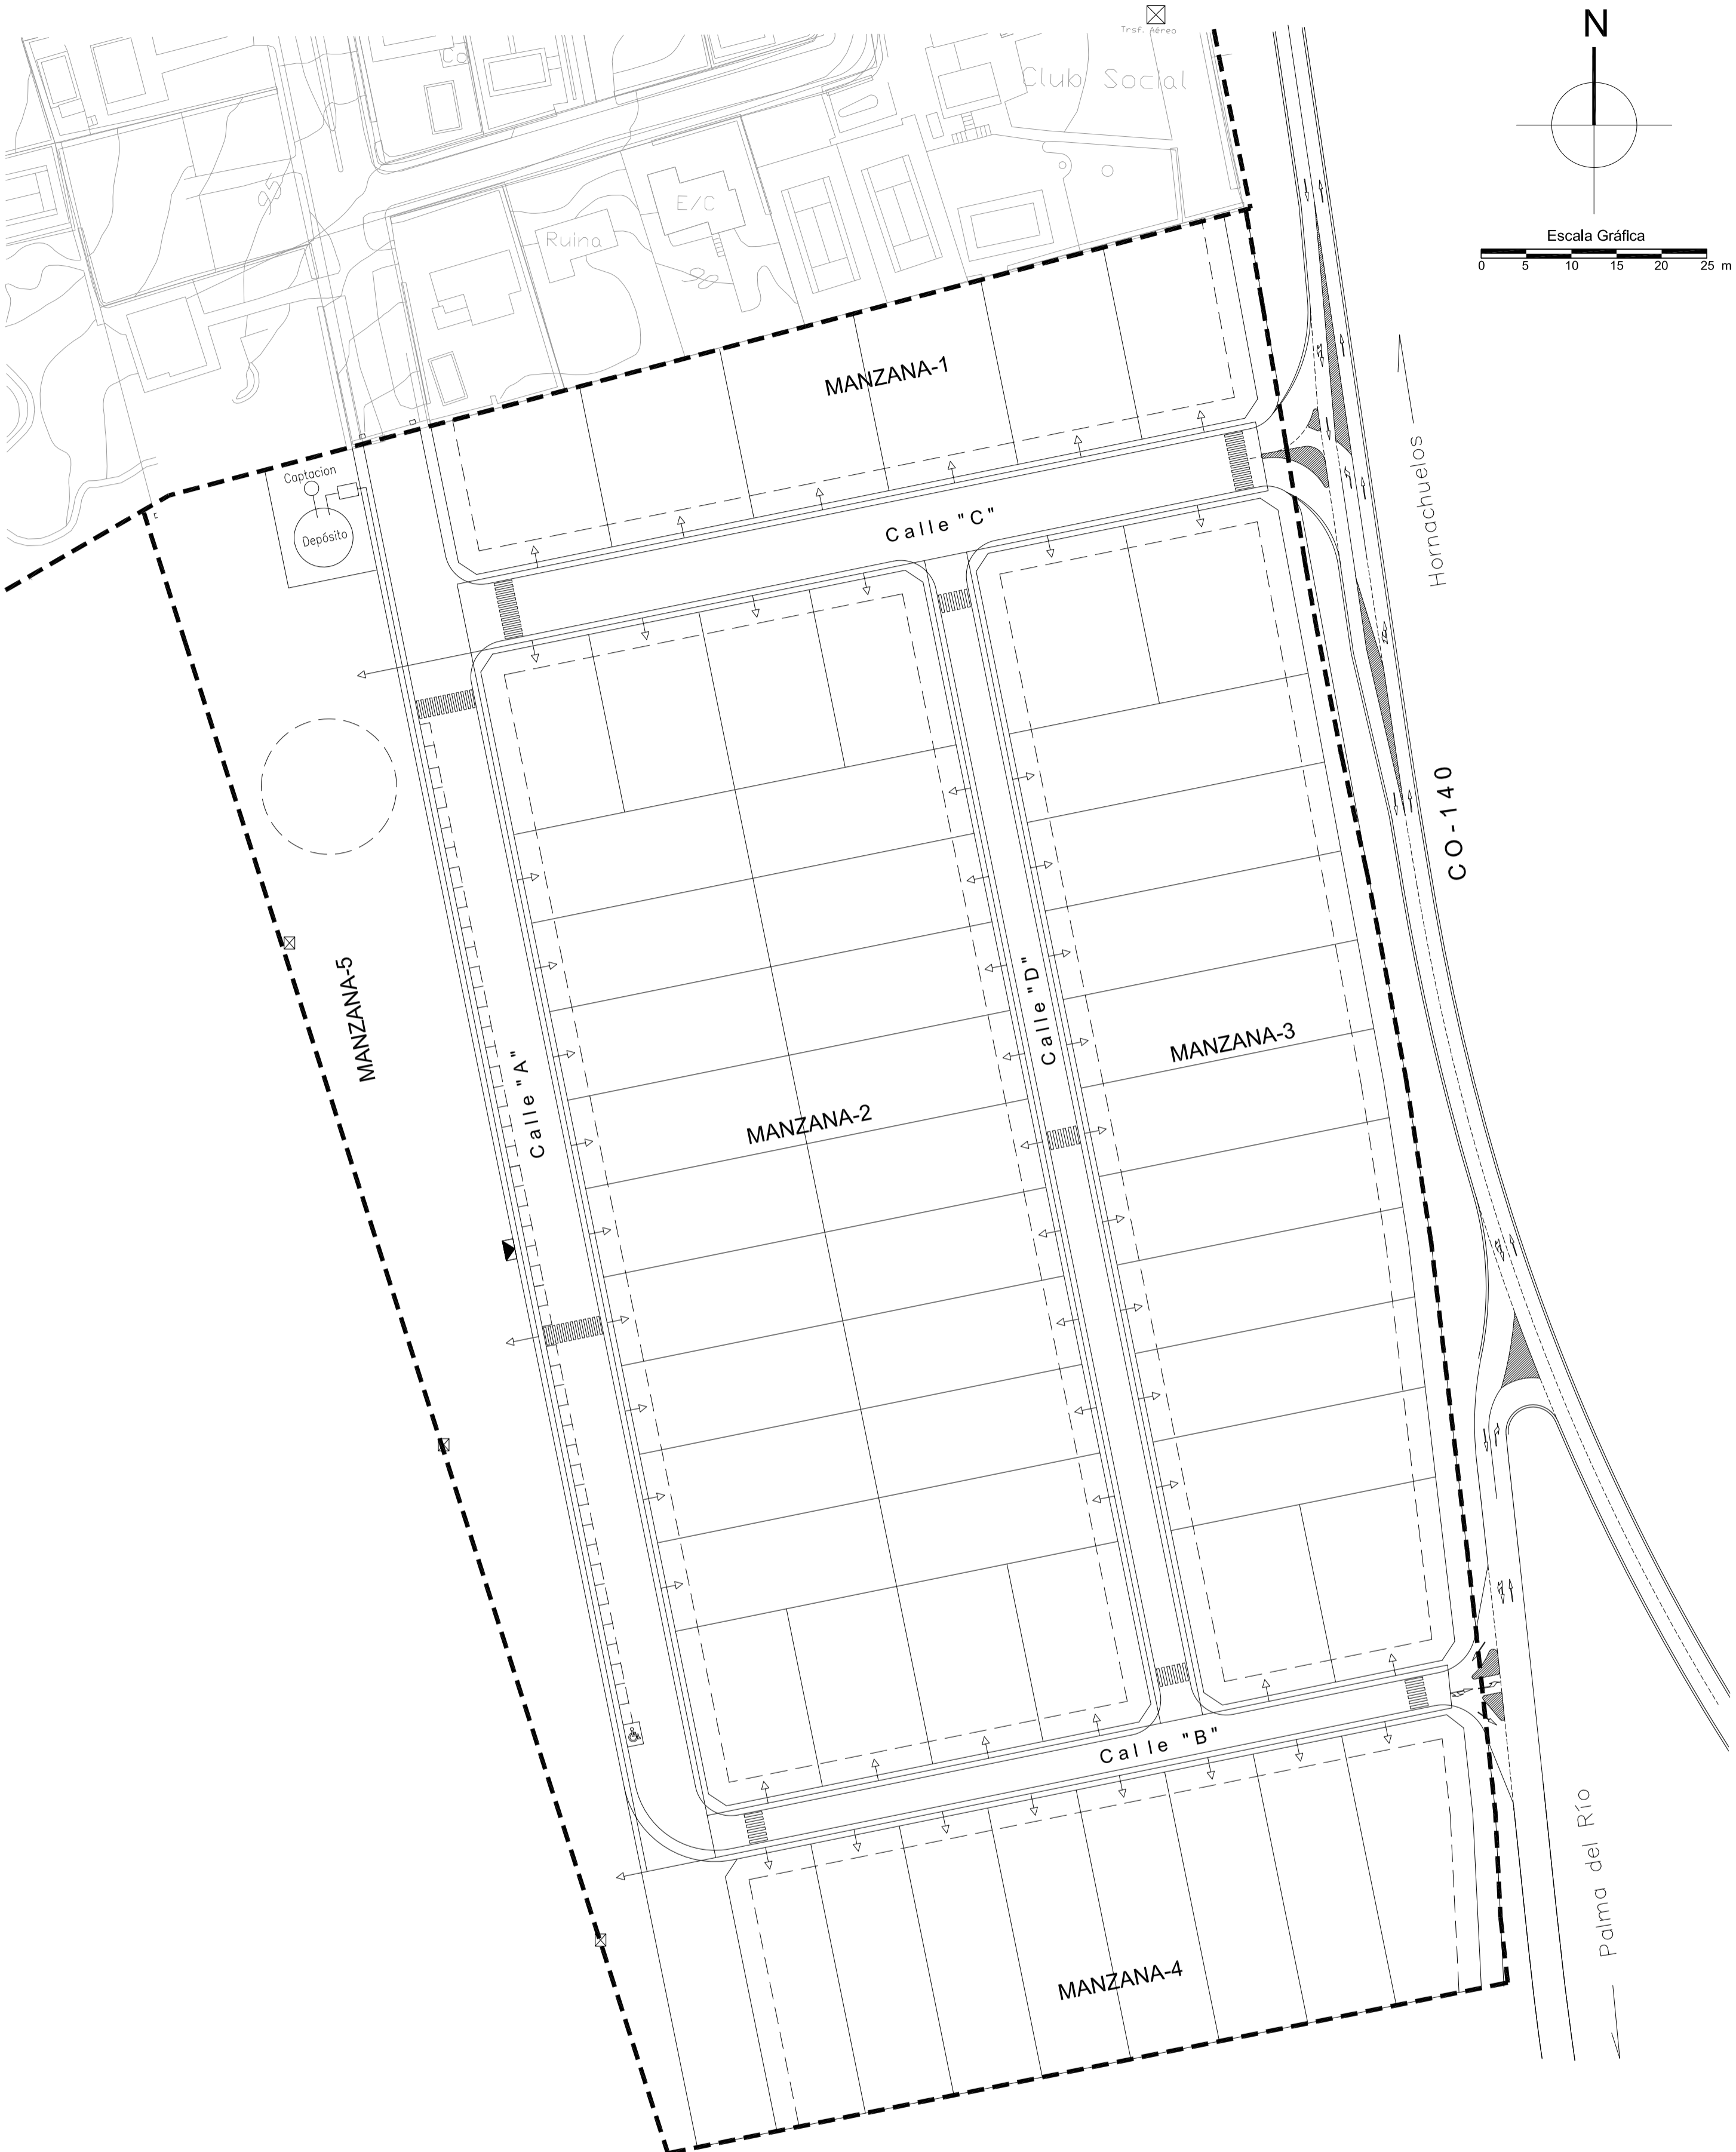 Trsf. Aéreo
N
Co
Club Social
E/C
Ruina
Escala Gráfica
0 5 10 15 20 25 m
MANZANA-1
Captacion
Depósito
Calle "C"
Hornachuelos
CO-140
MANZANA-5
Calle "A"
Calle "D"
MANZANA-2
MANZANA-3
Calle "B"
Palma del Río
MANZANA-4